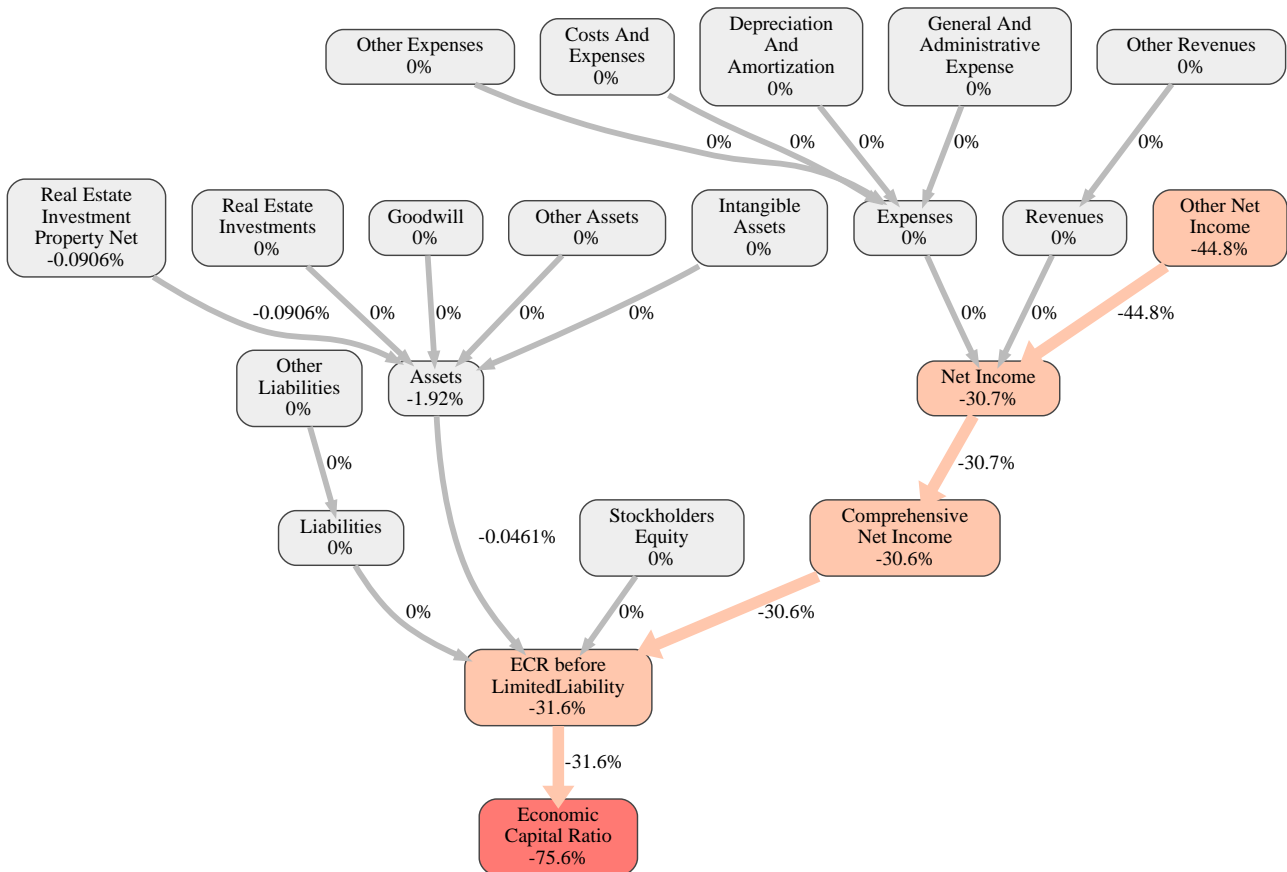 Other Expenses
0%
Costs And
Expenses
0%
Depreciation
And
Amortization
0%
General And
Administrative
Expense
0%
Other Revenues
0%
0%
0%
0%
0%
0%
Real Estate
Investment
Property Net
-0.0906%
Real Estate
Investments
0%
Goodwill
0%
Other Assets
0%
Intangible
Assets
0%
Expenses
0%
Revenues
0%
Other Net
Income
-44.8%
-0.0906%
0%
0%
0%
0%
0%
0%
-44.8%
Other
Liabilities
0%
Assets
-1.92%
Net Income
-30.7%
0%
-30.7%
Liabilities
0%
-0.0461%
Stockholders
Equity
0%
Comprehensive
Net Income
-30.6%
0%
0%
-30.6%
ECR before
LimitedLiability
-31.6%
-31.6%
Economic
Capital Ratio
-75.6%